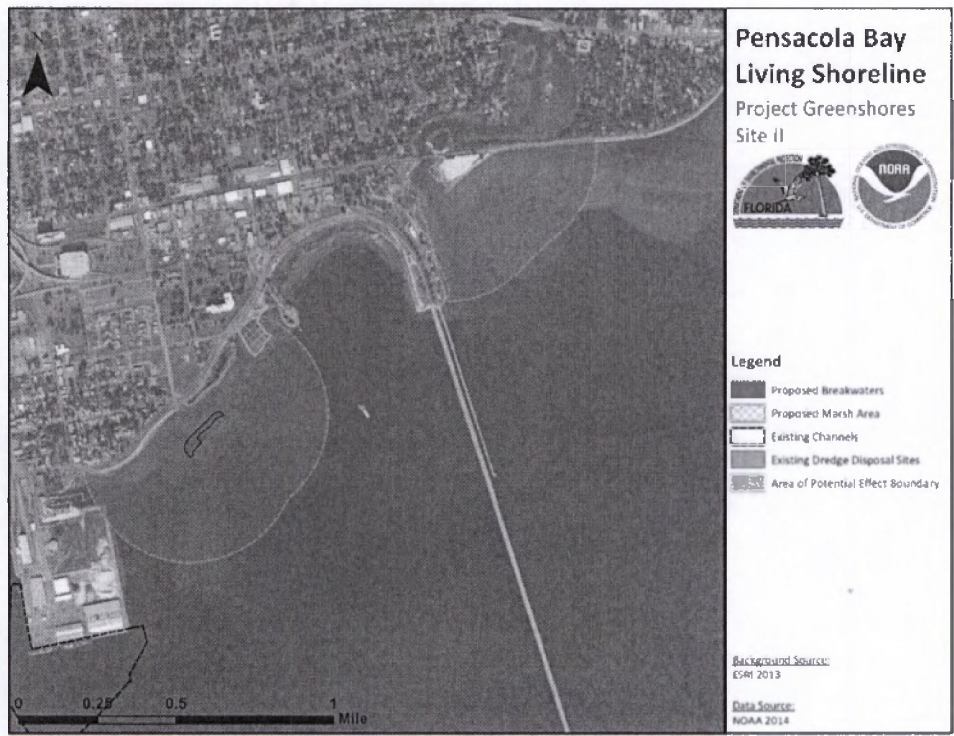 Pensacola Bay
Living Shoreline
Project Greenshores
Site II
FLORIDA
NOAA
Legend
Proposed Breakwaters
Proposed Marsh Area
Existing Channels
Existing Dredge Disposal Sites
Area of Potential Effect Boundary
Background Source:
ESRI 2013
Data Source:
NOAA 2014
0 0.25 0.5 1
Mile